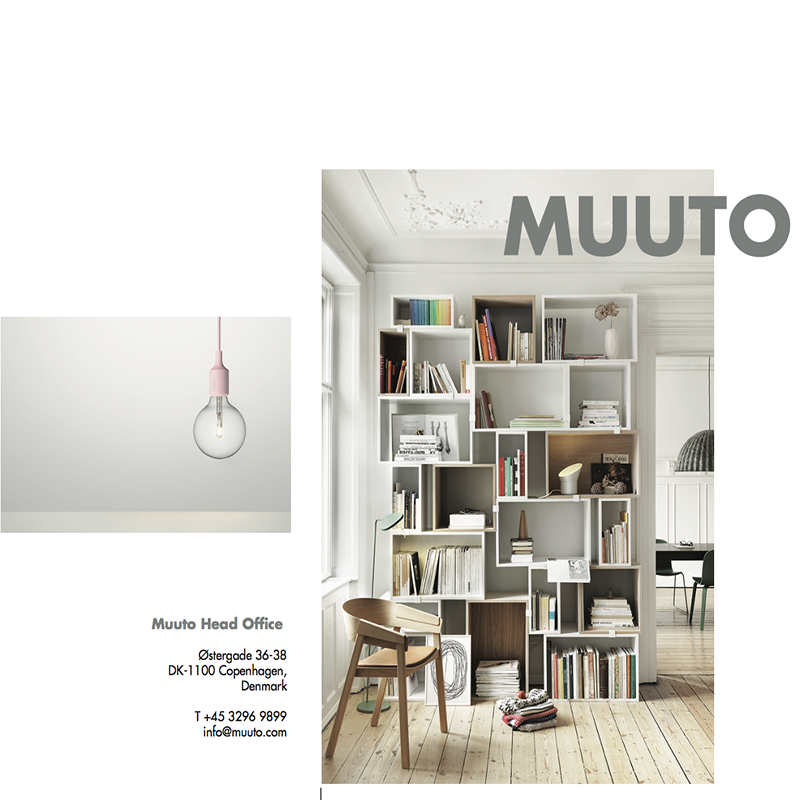 MUUTO
Muuto Head Office
Østergade 36-38
DK-1100 Copenhagen,
Denmark
T +45 3296 9899
info@muuto.com